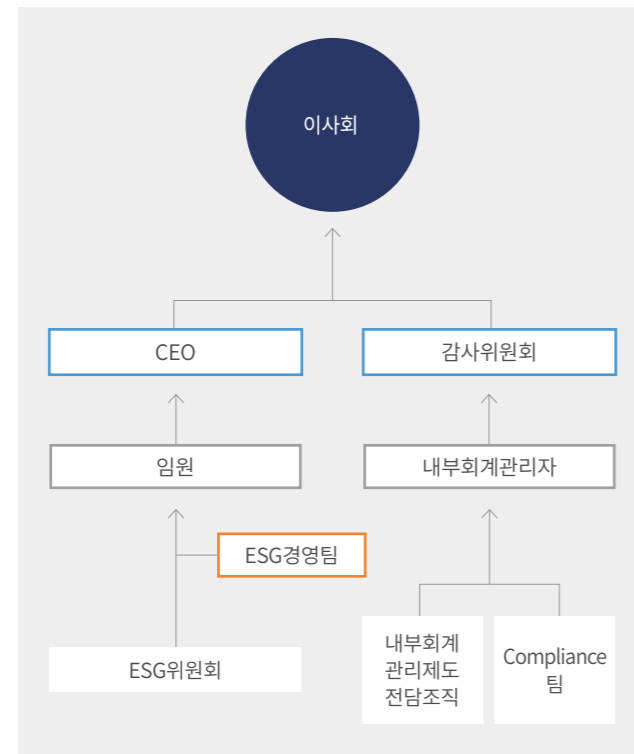 이사회
CEO
감사위원회
임원
내부회계관리자
ESG경영팀
ESG위원회
내부회계
관리제도
전담조직
Compliance
팀